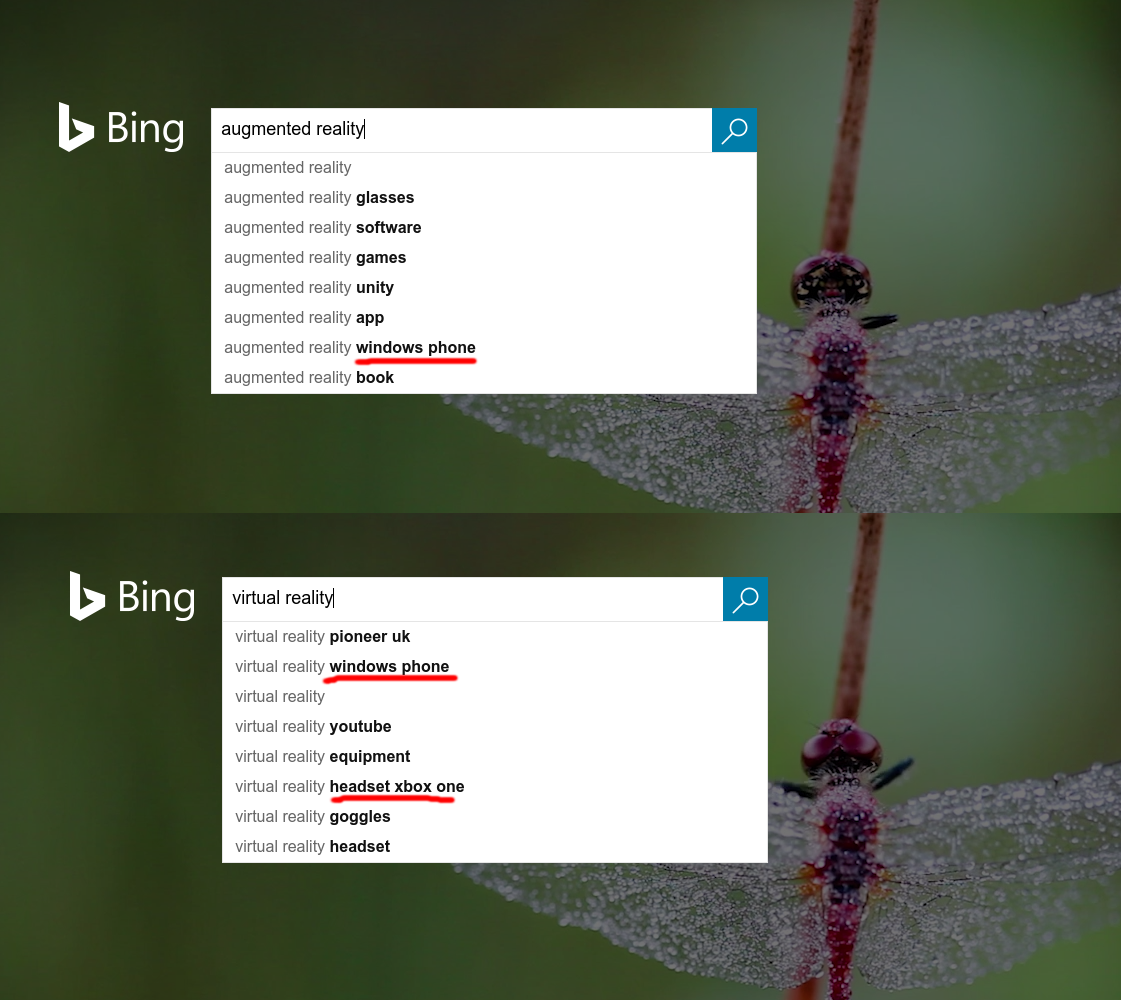 Bing
augmented reality
augmented reality
augmented reality glasses
augmented reality software
augmented reality games
augmented reality unity
augmented reality app
augmented reality windows phone
augmented reality book
Bing
virtual reality
virtual reality pioneer uk
virtual reality windows phone
virtual reality
virtual reality youtube
virtual reality equipment
virtual reality headset xbox one
virtual reality goggles
virtual reality headset